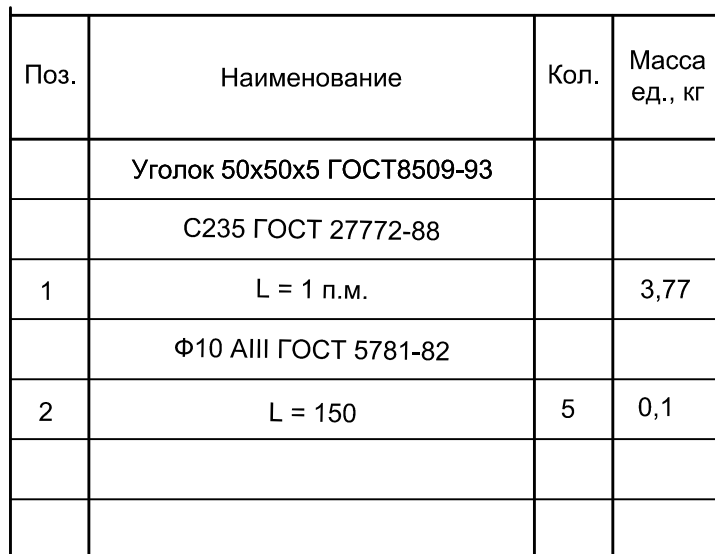 Поз. Наименование Кол. Масса ед., кг
Уголок 50х50х5 ГОСТ8509-93
С235 ГОСТ 27772-88
1 L = 1 п.м. 3,77
Ф10 АIII ГОСТ 5781-82
2 L = 150 5 0,1